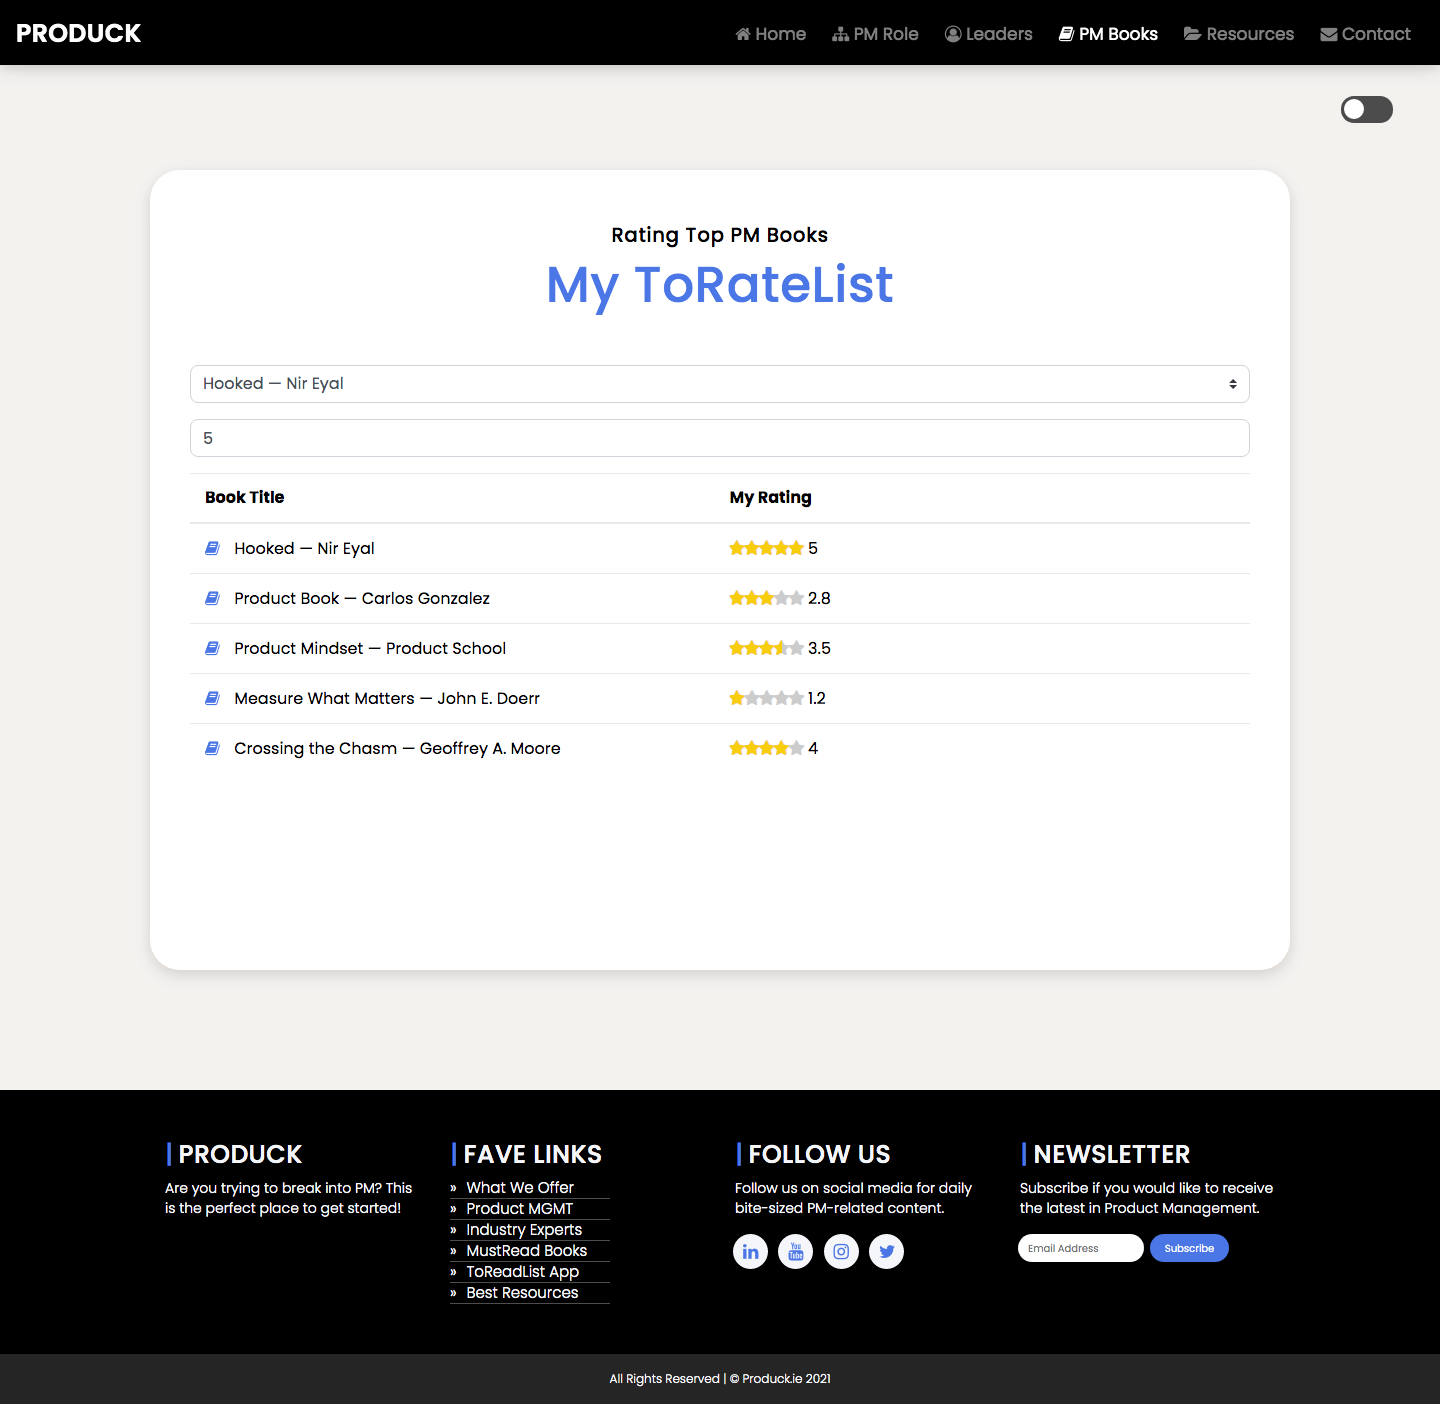 PRODUCK
Home PM Role Leaders PM Books Resources Contact
Rating Top PM Books
My ToRateList
Hooked — Nir Eyal
5
Book Title My Rating
Hooked — Nir Eyal 5
Product Book — Carlos Gonzalez 2.8
Product Mindset — Product School 3.5
Measure What Matters — John E. Doerr 1.2
Crossing the Chasm — Geoffrey A. Moore 4
PRODUCK
Are you trying to break into PM? This
is the perfect place to get started!
FAVE LINKS
» What We Offer
» Product MGMT
» Industry Experts
» MustRead Books
» ToReadList App
» Best Resources
FOLLOW US
Follow us on social media for daily
bite-sized PM-related content.
in You Tube
NEWSLETTER
Subscribe if you would like to receive
the latest in Product Management.
Email Address Subscribe
All Rights Reserved | © Produck.ie 2021